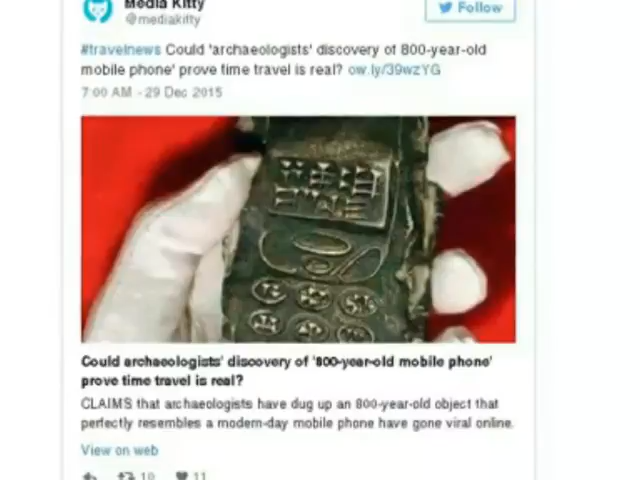 Media Kitty
@mediakitty
Follow
#travelnews Could 'archaeologists' discovery of 800-year-old
mobile phone' prove time travel is real? ow.ly/39wzYG
7:00 AM - 29 Dec 2015
Could archaeologists' discovery of '800-year-old mobile phone'
prove time travel is real?
CLAIMS that archaeologists have dug up an 800-year-old object that
perfectly resembles a modern-day mobile phone have gone viral online.
View on web
10
11